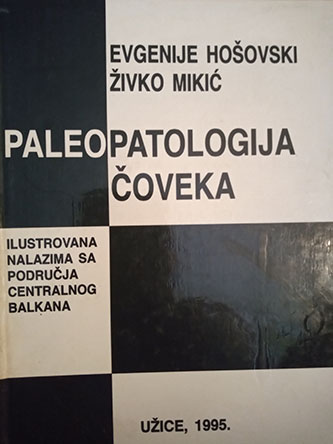 EVGENIJE HOŠOVSKI
ŽIVKO MIKIĆ
PALEOPATOLOGIJA
ČOVEKA
ILUSTROVANA
NALAZIMA SA
PODRUČJA
CENTRALNOG
BALKANA
UŽICE, 1995.